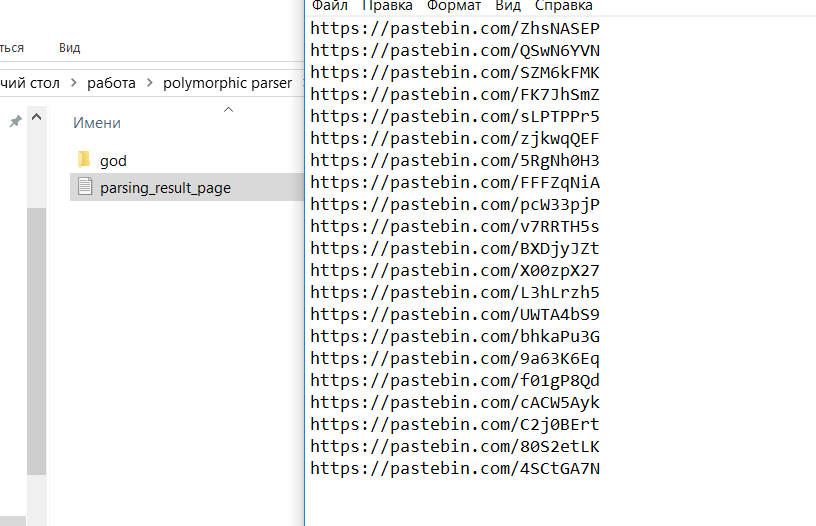 ться Вид
чий стол > работа > polymorphic parser
Имени
god
parsing_result_page
Файл Правка Формат Вид Справка
https://pastebin.com/ZhsNASEP
https://pastebin.com/QSwN6YVN
https://pastebin.com/SZM6kFMK
https://pastebin.com/FK7JhSmZ
https://pastebin.com/sLPTPPr5
https://pastebin.com/zjkwqQEF
https://pastebin.com/5RgNh0H3
https://pastebin.com/FFFZqNiA
https://pastebin.com/pcW33pjP
https://pastebin.com/v7RRTH5s
https://pastebin.com/BXDjyJZt
https://pastebin.com/X00zpX27
https://pastebin.com/L3hLrzh5
https://pastebin.com/UWTA4bS9
https://pastebin.com/bhkaPu3G
https://pastebin.com/9a63K6Eq
https://pastebin.com/f01gP8Qd
https://pastebin.com/cACW5Ayk
https://pastebin.com/C2j0BErt
https://pastebin.com/80S2etLK
https://pastebin.com/4SCtGA7N